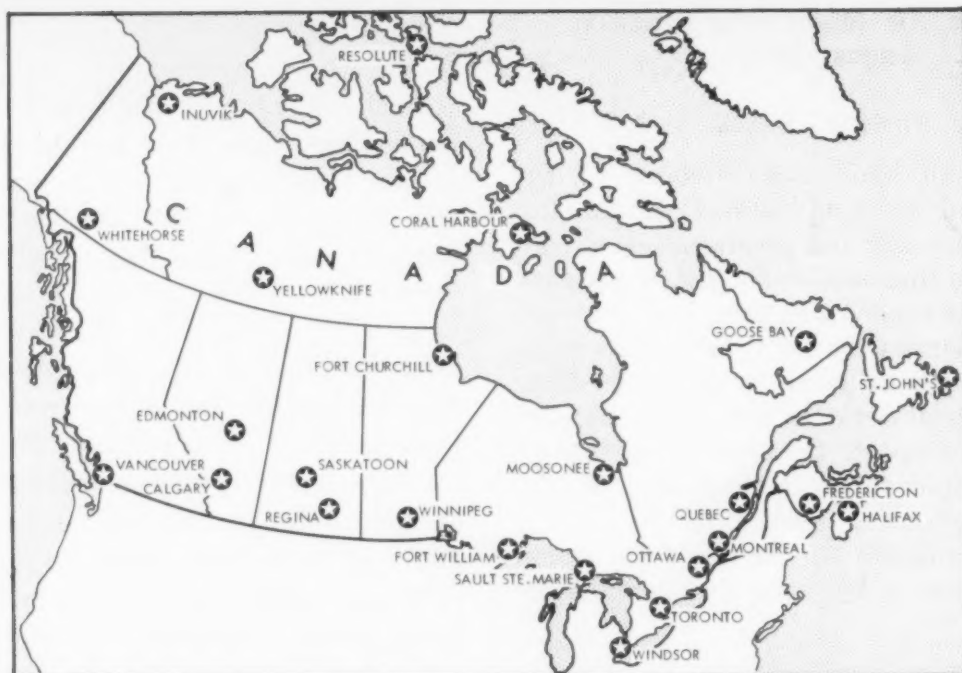 RESOLUTE
INUVIK
C A N A D A
WHITEHORSE
CORAL HARBOUR
YELLOWKNIFE
GOOSE BAY
FORT CHURCHILL
ST. JOHN'S
EDMONTON
VANCOUVER
CALGARY
SASKATOON
REGINA
WINNIPEG
MOOSONEE
QUEBEC
FREDERICTON
HALIFAX
FORT WILLIAM
SAULT STE. MARIE
OTTAWA
MONTREAL
TORONTO
WINDSOR